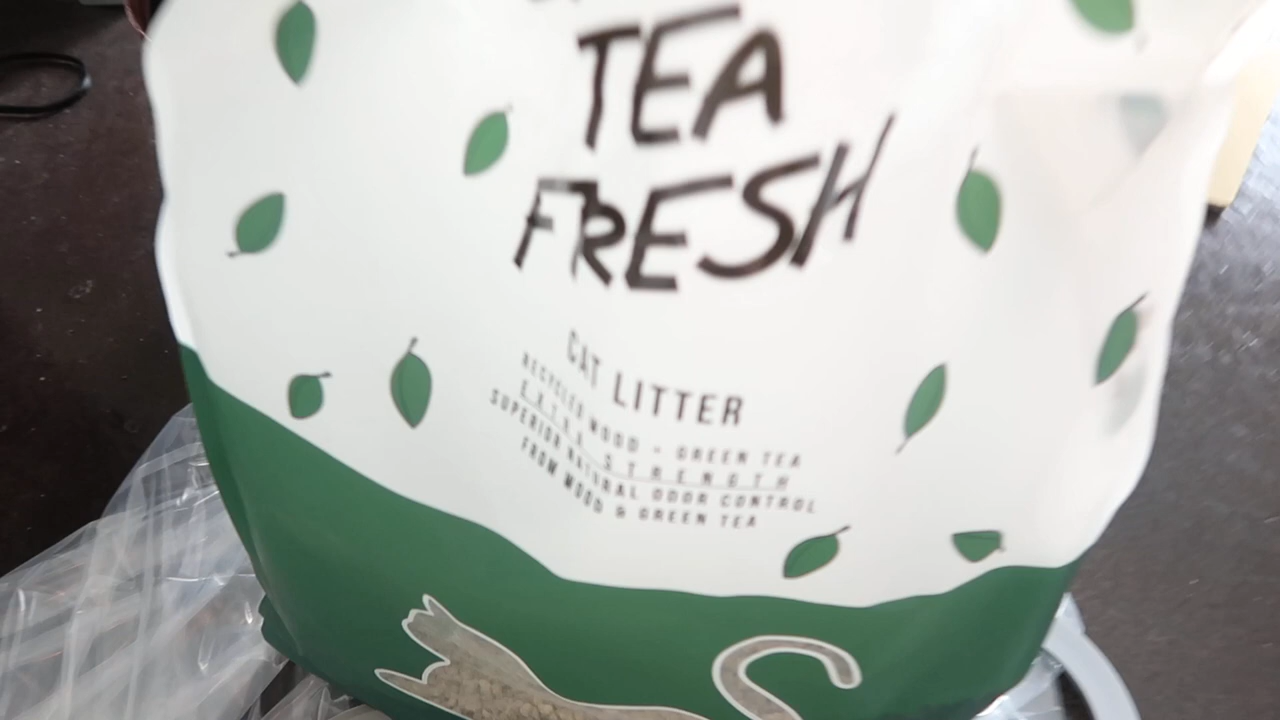 TEA
FRESH
CAT LITTER
RECYCLED WOOD - GREEN TEA
EXTRA STRENGTH
SUPERIOR NATURAL ODOR CONTROL
FROM WOOD & GREEN TEA